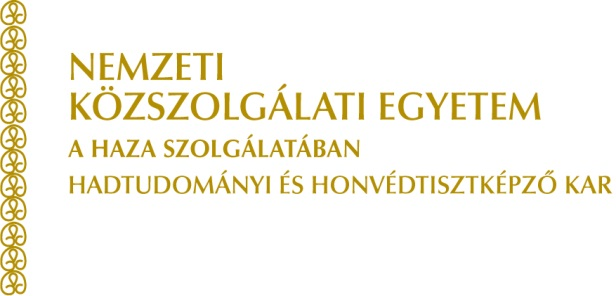 NEMZETI
KÖZSZOLGÁLATI EGYETEM
A HAZA SZOLGÁLATÁBAN
HADTUDOMÁNYI ÉS HONVÉDTISZTKÉPZŐ KAR